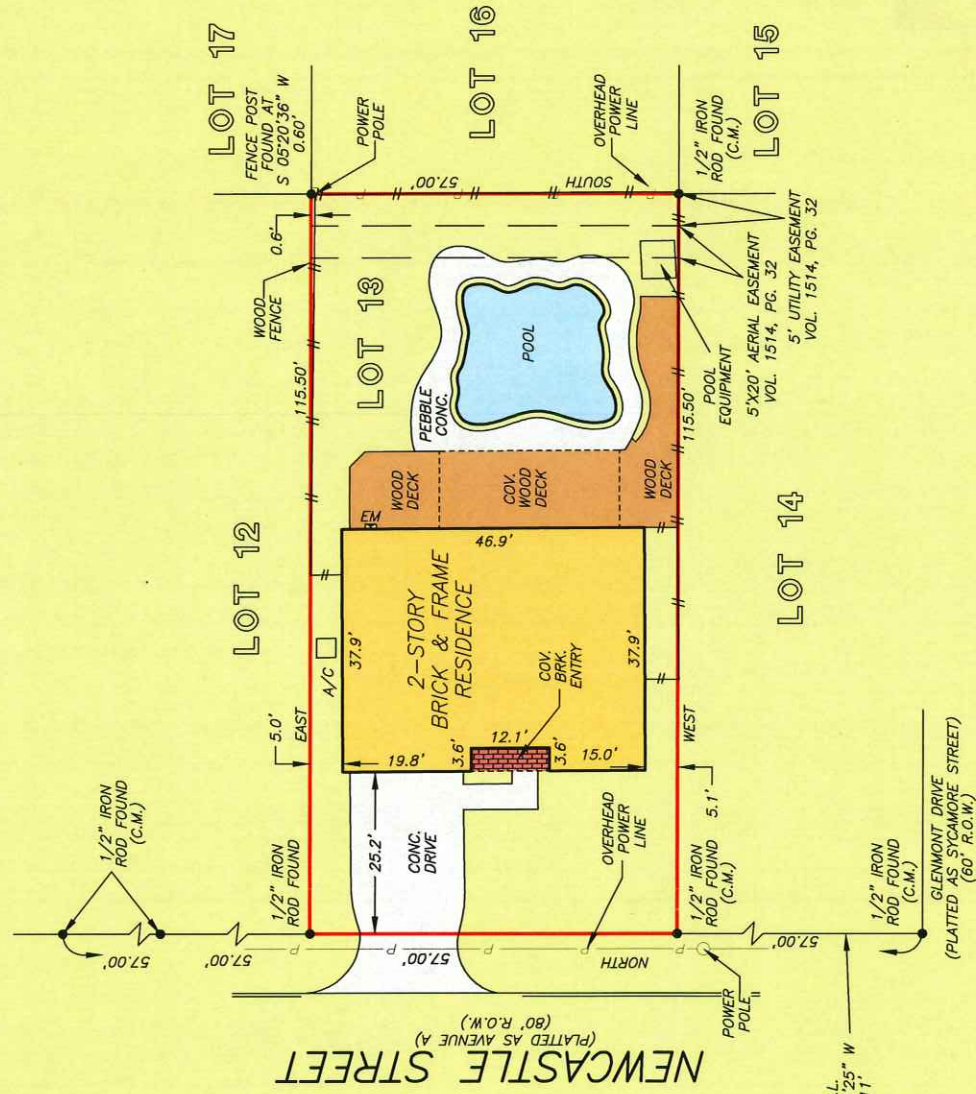 LOT 17
LOT 16
LOT 15
FENCE POST
FOUND AT
S 05°20'36" W
0.60'
POWER
POLE
OVERHEAD
POWER
LINE
1/2" IRON
ROD FOUND
(C.M.)
57.00'
SOUTH
0.6'
WOOD
FENCE
5'X20' AERIAL EASEMENT
VOL. 1514, PG. 32
5' UTILITY EASEMENT
VOL. 1514, PG. 32
POOL
EQUIPMENT
115.50'
LOT 13
PEBBLE
CONC.
POOL
115.50'
WOOD
DECK
COV.
WOOD
DECK
WOOD
DECK
LOT 12
LOT 14
EM
46.9'
A/C
37.9'
2-STORY
BRICK & FRAME
RESIDENCE
37.9'
COV.
BRK.
ENTRY
12.1'
3.6'
3.6'
19.8'
15.0'
5.0'
EAST
WEST
5.1'
25.2'
CONC.
DRIVE
OVERHEAD
POWER
LINE
1/2" IRON
ROD FOUND
(C.M.)
1/2" IRON
ROD FOUND
1/2" IRON
ROD FOUND
(C.M.)
1/2" IRON
ROD FOUND
(C.M.)
GLENMONT DRIVE
(PLATTED AS SYCAMORE STREET)
(60' R.O.W.)
57.00'
57.00'
57.00'
NORTH
57.00'
P
P
P
P
P
P
P
P
POWER
POLE
NEWCASTLE STREET
(PLATTED AS AVENUE A)
(80' R.O.W.)
'25" W